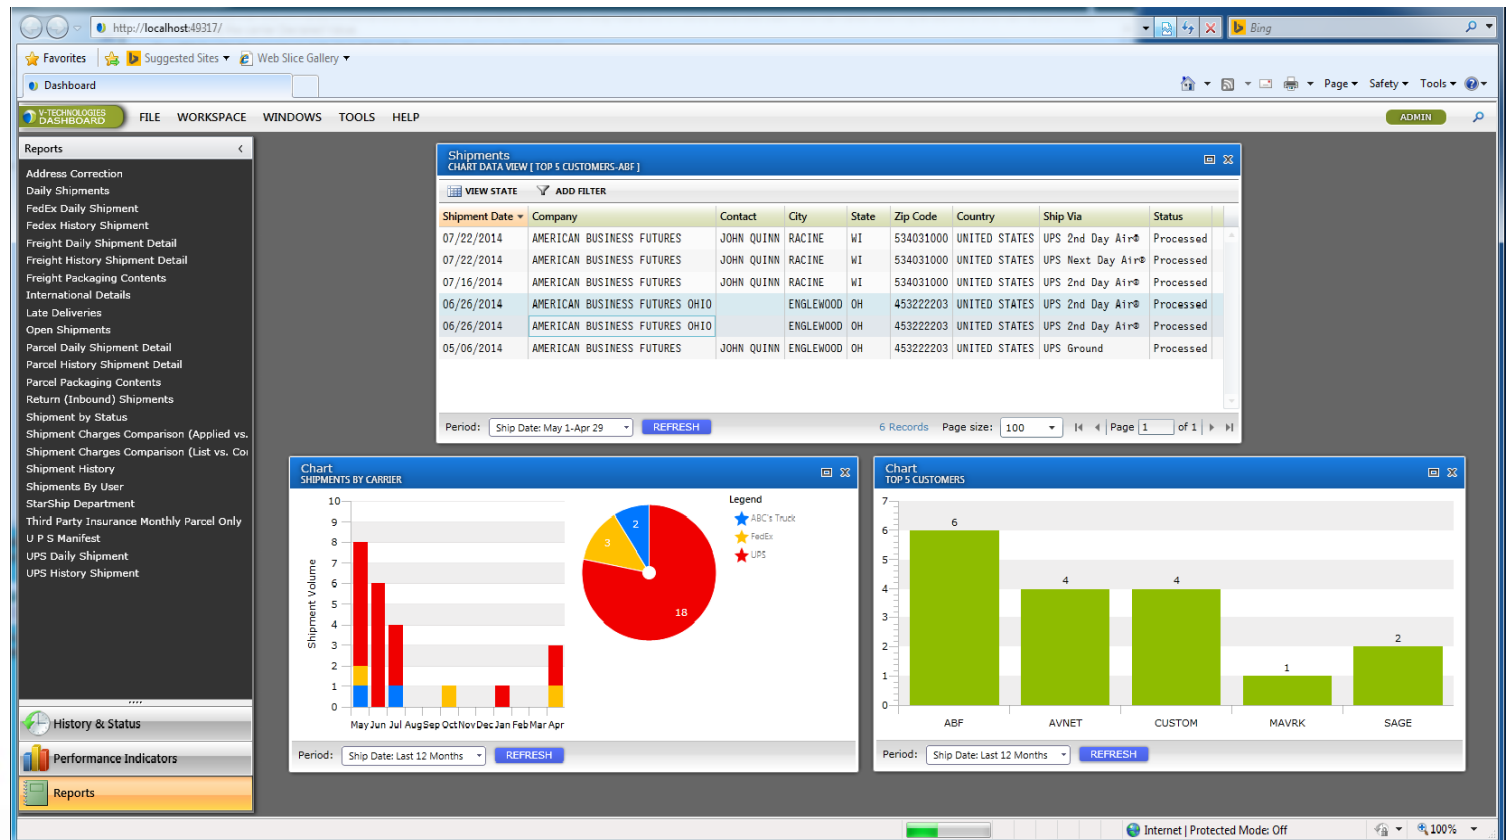 http://localhost:49317/
Bing
Favorites Suggested Sites Web Slice Gallery
Dashboard
Page Safety Tools
V-TECHNOLOGIES
DASHBOARD
FILE WORKSPACE WINDOWS TOOLS HELP
ADMIN
Reports
Address Correction
Daily Shipments
FedEx Daily Shipment
Fedex History Shipment
Freight Daily Shipment Detail
Freight History Shipment Detail
Freight Packaging Contents
International Details
Late Deliveries
Open Shipments
Parcel Daily Shipment Detail
Parcel History Shipment Detail
Parcel Packaging Contents
Return (Inbound) Shipments
Shipment by Status
Shipment Charges Comparison (Applied vs.
Shipment Charges Comparison (List vs. Co
Shipment History
Shipments By User
StarShip Department
Third Party Insurance Monthly Parcel Only
U P S Manifest
UPS Daily Shipment
UPS History Shipment
History & Status
Performance Indicators
Reports
Shipments
CHART DATA VIEW [ TOP 5 CUSTOMERS-ABF ]
VIEW STATE ADD FILTER
Shipment Date Company Contact City State Zip Code Country Ship Via Status
07/22/2014 AMERICAN BUSINESS FUTURES JOHN QUINN RACINE WI 534031000 UNITED STATES UPS 2nd Day Air® Processed
07/22/2014 AMERICAN BUSINESS FUTURES JOHN QUINN RACINE WI 534031000 UNITED STATES UPS Next Day Air® Processed
07/16/2014 AMERICAN BUSINESS FUTURES JOHN QUINN RACINE WI 534031000 UNITED STATES UPS 2nd Day Air® Processed
06/26/2014 AMERICAN BUSINESS FUTURES OHIO ENGLEWOOD OH 453222203 UNITED STATES UPS 2nd Day Air® Processed
06/26/2014 AMERICAN BUSINESS FUTURES OHIO ENGLEWOOD OH 453222203 UNITED STATES UPS 2nd Day Air® Processed
05/06/2014 AMERICAN BUSINESS FUTURES JOHN QUINN ENGLEWOOD OH 453222203 UNITED STATES UPS Ground Processed
Period: Ship Date: May 1-Apr 29 REFRESH 6 Records Page size: 100 Page 1 of 1
Chart
SHIPMENTS BY CARRIER
Shipment Volume
10
9
8
7
6
5
4
3
2
1
0
May Jun Jul Aug Sep Oct Nov Dec Jan Feb Mar Apr
2
3
18
Legend
ABC's Truck
FedEx
UPS
Period: Ship Date: Last 12 Months REFRESH
Chart
TOP 5 CUSTOMERS
7
6
5
4
3
2
1
0
6
4
4
1
2
ABF AVNET CUSTOM MAVRK SAGE
Period: Ship Date: Last 12 Months REFRESH
Internet | Protected Mode: Off 100%